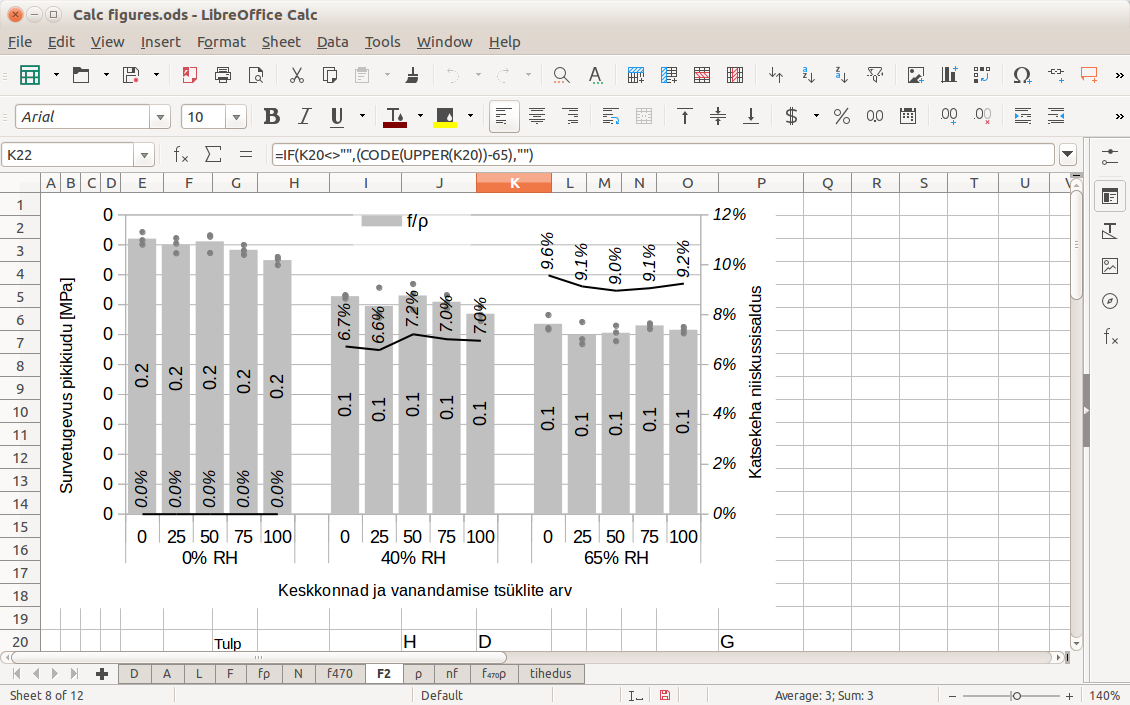 Calc figures.ods - LibreOffice Calc
File Edit View Insert Format Sheet Data Tools Window Help
Arial 10
K22 =IF(K20<>"",(CODE(UPPER(K20))-65),"")
A B C D E F G H I J K L M N O P Q R S T U V
1
2
3
4
5
6
7
8
9
10
11
12
13
14
15
16
17
18
19
20
f/ρ
Survetugevus pikikiudu [MPa]
0
0
0
0
0
0
0
0
0
0
0
12%
10%
8%
6%
4%
2%
0%
Katsekeha niiskussisaldus
9.6% 9.1% 9.0% 9.1% 9.2%
6.7% 6.6% 7.2% 7.0% 7.0%
0.2 0.2 0.2 0.2 0.2 0.1 0.1 0.1 0.1 0.1 0.1 0.1 0.1 0.1 0.1
0.0% 0.0% 0.0% 0.0% 0.0%
0 25 50 75 100 0 25 50 75 100 0 25 50 75 100
0% RH 40% RH 65% RH
Keskkonnad ja vanandamise tsüklite arv
Tulp H D G
D A L F fρ N f470 F2 ρ nf f₄₇₀ρ tihedus
Sheet 8 of 12 Default Average: 3; Sum: 3 140%